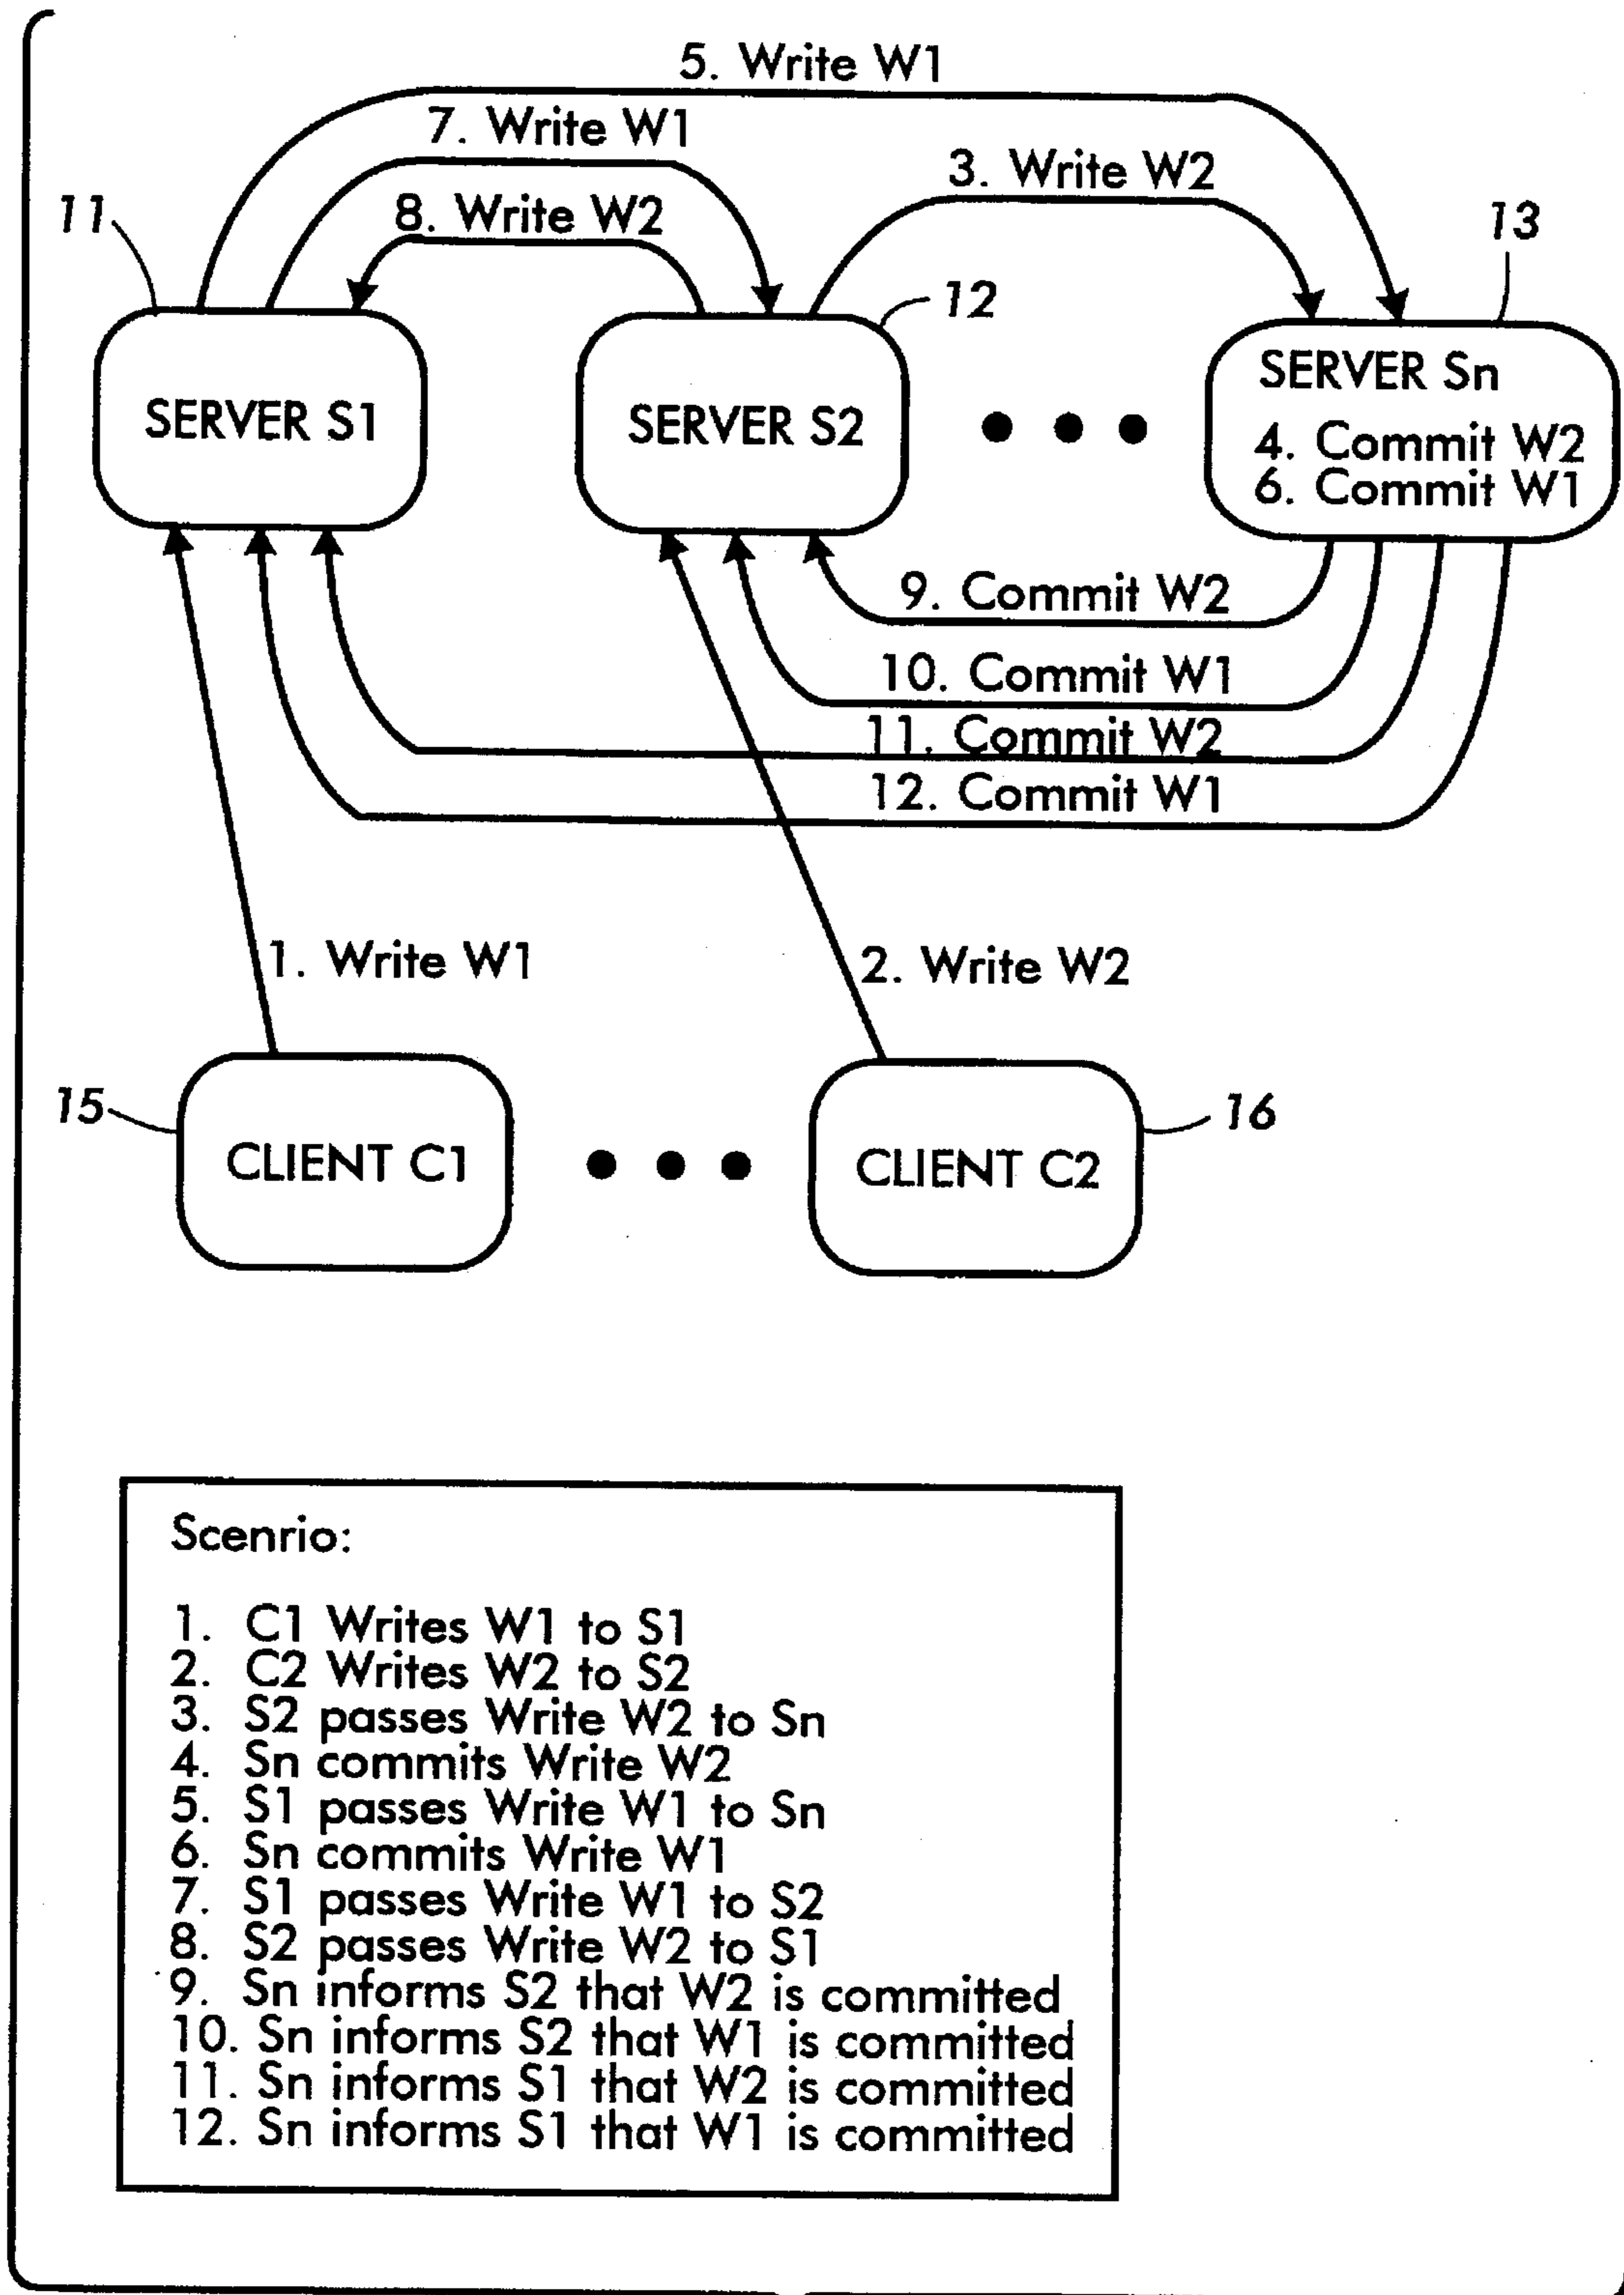 5. Write W1
7. Write W1
3. Write W2
8. Write W2
11
12
13
SERVER S1
SERVER S2
SERVER Sn
4. Commit W2
6. Commit W1
9. Commit W2
10. Commit W1
11. Commit W2
12. Commit W1
1. Write W1
2. Write W2
15
16
CLIENT C1
CLIENT C2
Scenrio:
1. C1 Writes W1 to S1
2. C2 Writes W2 to S2
3. S2 passes Write W2 to Sn
4. Sn commits Write W2
5. S1 passes Write W1 to Sn
6. Sn commits Write W1
7. S1 passes Write W1 to S2
8. S2 passes Write W2 to S1
9. Sn informs S2 that W2 is committed
10. Sn informs S2 that W1 is committed
11. Sn informs S1 that W2 is committed
12. Sn informs S1 that W1 is committed